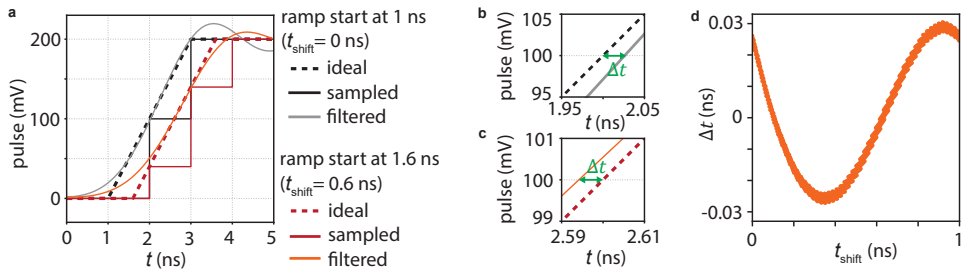 a
200
100
0
pulse (mV)
0 1 2 3 4 5
t (ns)
ramp start at 1 ns
(tshift= 0 ns)
ideal
sampled
filtered
ramp start at 1.6 ns
(tshift= 0.6 ns)
ideal
sampled
filtered
b
105
100
95
pulse (mV)
Δt
1.95 2.05
t (ns)
c
101
100
99
pulse (mV)
Δt
2.59 2.61
t (ns)
d
0.03
0
-0.03
Δt (ns)
0 1
tshift (ns)